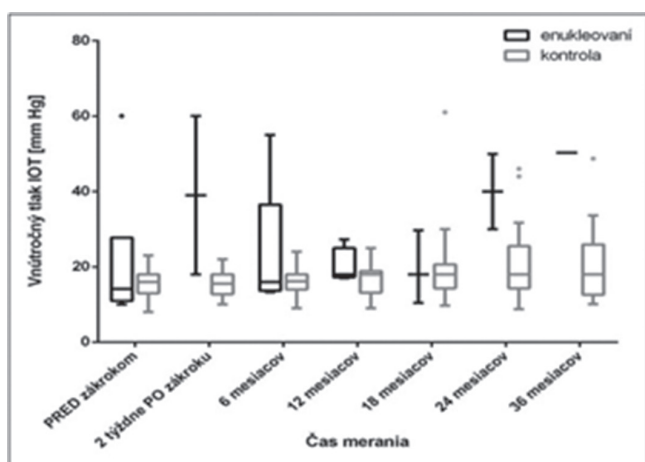 80
60
40
20
0
Vnútročný tlak IOT [mm Hg]
enukleovaní
kontrola
PRED zákrokom
2 týždne PO zákroku
6 mesiacov
12 mesiacov
18 mesiacov
24 mesiacov
36 mesiacov
Čas merania